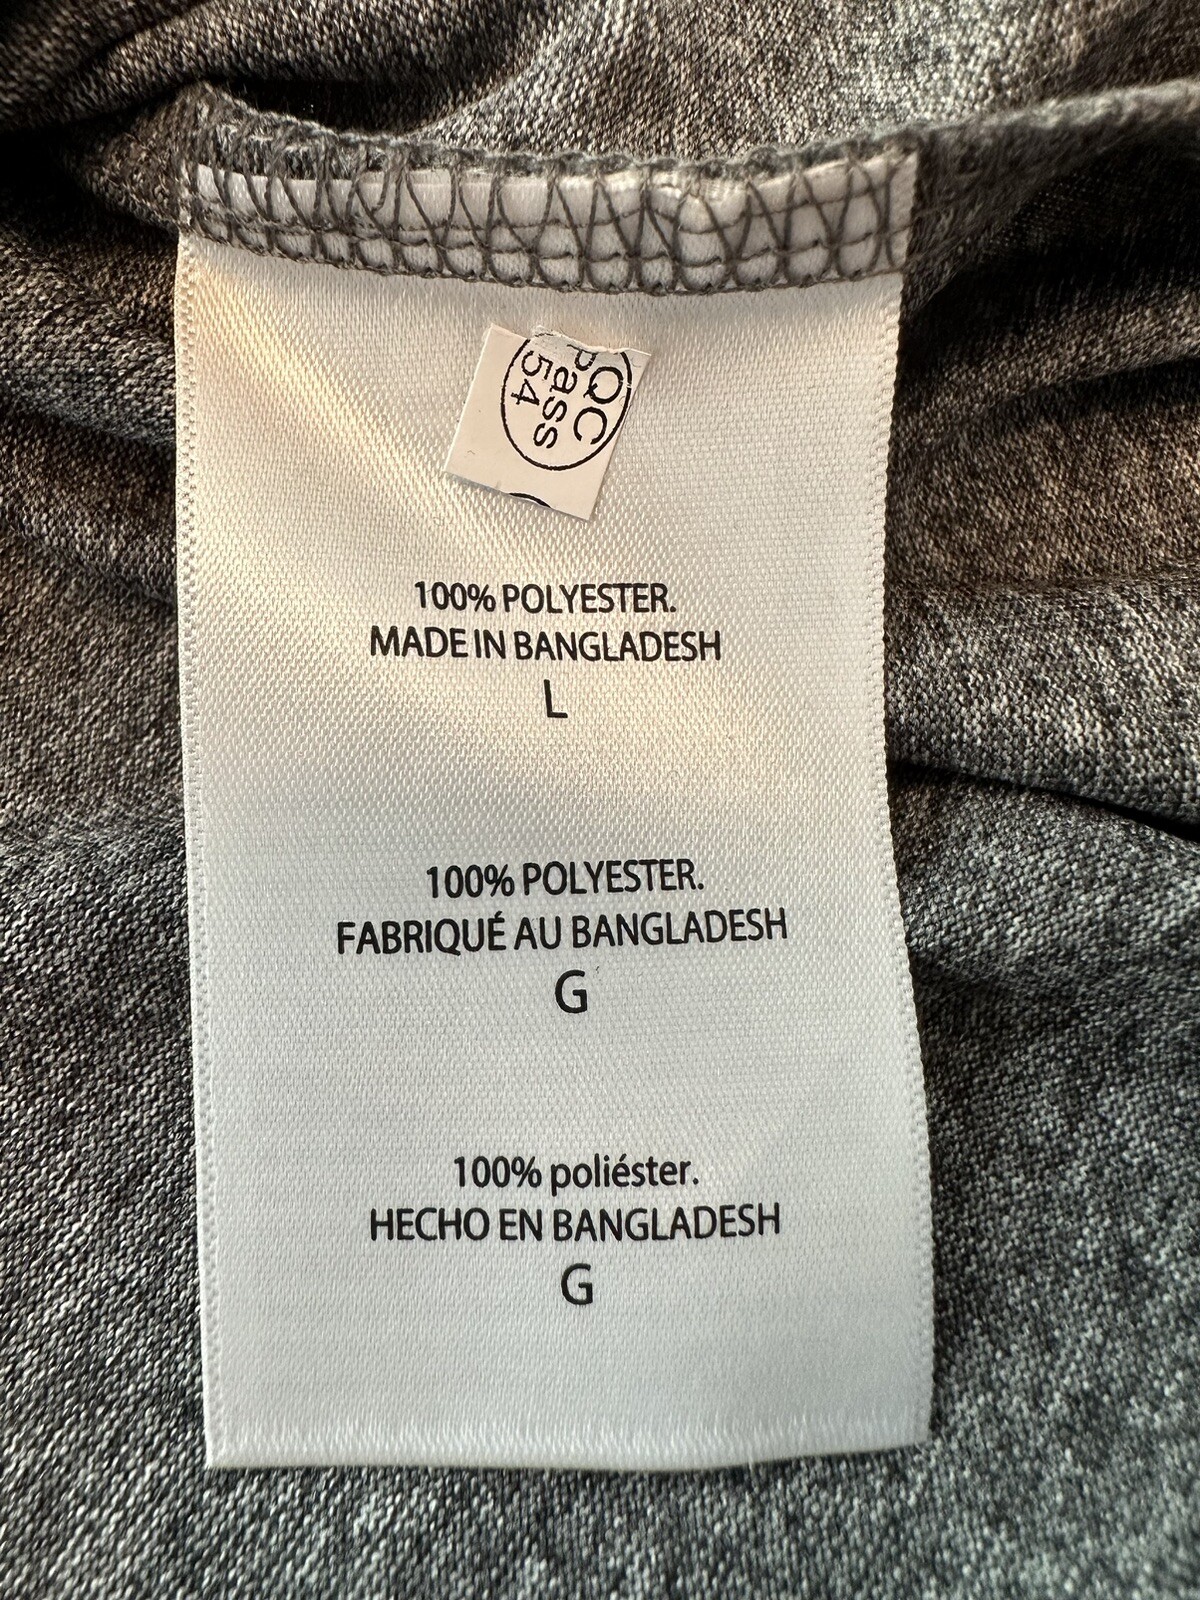 QC
Pass
54
100% POLYESTER.
MADE IN BANGLADESH
L
100% POLYESTER.
FABRIQUÉ AU BANGLADESH
G
100% poliéster.
HECHO EN BANGLADESH
G